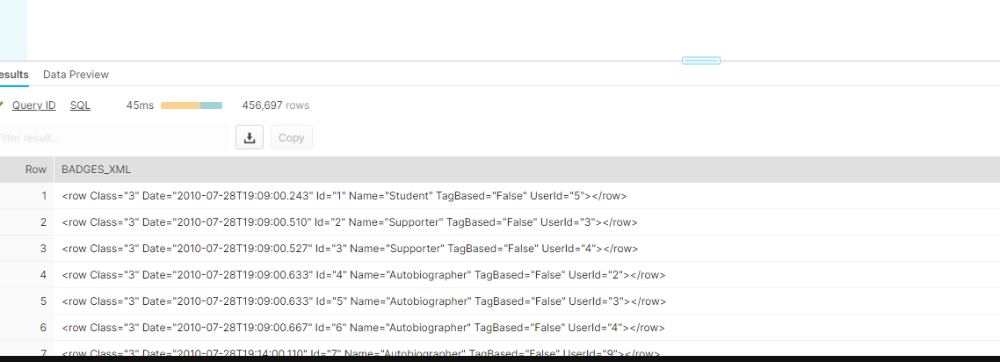 esults Data Preview
Query ID SQL 45ms 456,697 rows
Filter result... Copy
Row BADGES_XML
1 <row Class="3" Date="2010-07-28T19:09:00.243" Id="1" Name="Student" TagBased="False" UserId="5"></row>
2 <row Class="3" Date="2010-07-28T19:09:00.510" Id="2" Name="Supporter" TagBased="False" UserId="3"></row>
3 <row Class="3" Date="2010-07-28T19:09:00.527" Id="3" Name="Supporter" TagBased="False" UserId="4"></row>
4 <row Class="3" Date="2010-07-28T19:09:00.633" Id="4" Name="Autobiographer" TagBased="False" UserId="2"></row>
5 <row Class="3" Date="2010-07-28T19:09:00.633" Id="5" Name="Autobiographer" TagBased="False" UserId="3"></row>
6 <row Class="3" Date="2010-07-28T19:09:00.667" Id="6" Name="Autobiographer" TagBased="False" UserId="4"></row>
7 <row Class="3" Date="2010-07-28T19:14:00.110" Id="7" Name="Autobiographer" TagBased="False" UserId="9"></row>